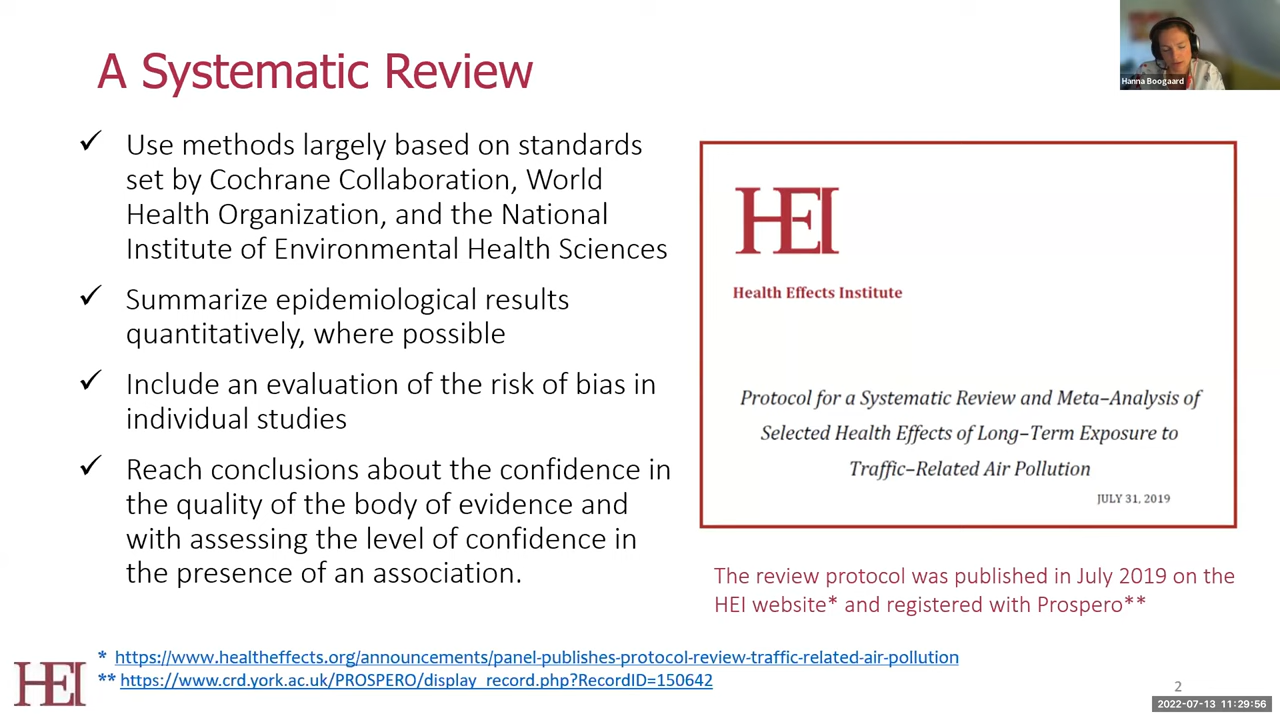 A Systematic Review
Hanna Boogaard
✓ Use methods largely based on standards
set by Cochrane Collaboration, World
Health Organization, and the National
Institute of Environmental Health Sciences
✓ Summarize epidemiological results
quantitatively, where possible
✓ Include an evaluation of the risk of bias in
individual studies
✓ Reach conclusions about the confidence in
the quality of the body of evidence and
with assessing the level of confidence in
the presence of an association.
HEI
Health Effects Institute
Protocol for a Systematic Review and Meta–Analysis of
Selected Health Effects of Long–Term Exposure to
Traffic–Related Air Pollution
JULY 31, 2019
The review protocol was published in July 2019 on the
HEI website* and registered with Prospero**
HEI
* https://www.healtheffects.org/announcements/panel-publishes-protocol-review-traffic-related-air-pollution
** https://www.crd.york.ac.uk/PROSPERO/display_record.php?RecordID=150642
2
2022-07-13 11:29:56